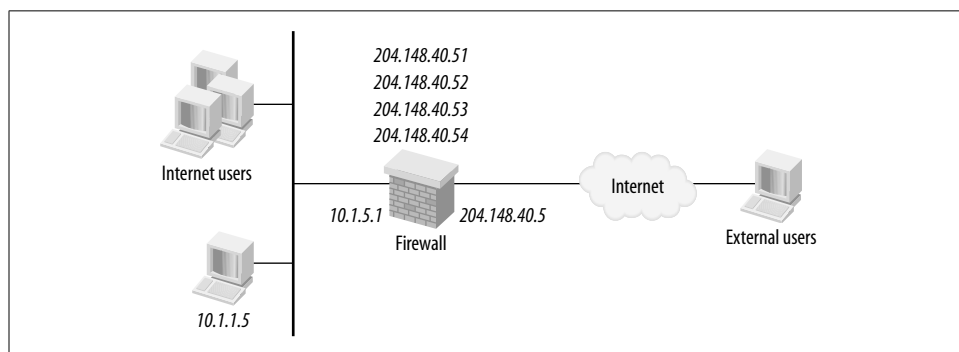 204.148.40.51
204.148.40.52
204.148.40.53
204.148.40.54
Internet users
Internet
10.1.5.1
204.148.40.5
Firewall
External users
10.1.1.5